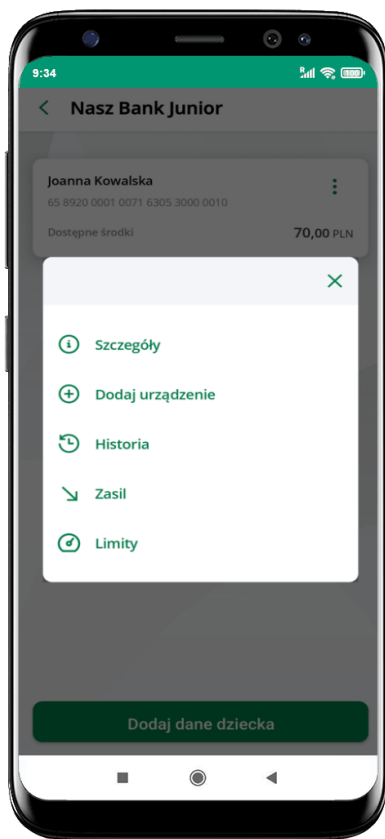 9:34
R
100
Nasz Bank Junior
Joanna Kowalska
65 8920 0001 0071 6305 3000 0010
Dostępne środki 70,00 PLN
Szczegóły
Dodaj urządzenie
Historia
Zasil
Limity
Dodaj dane dziecka